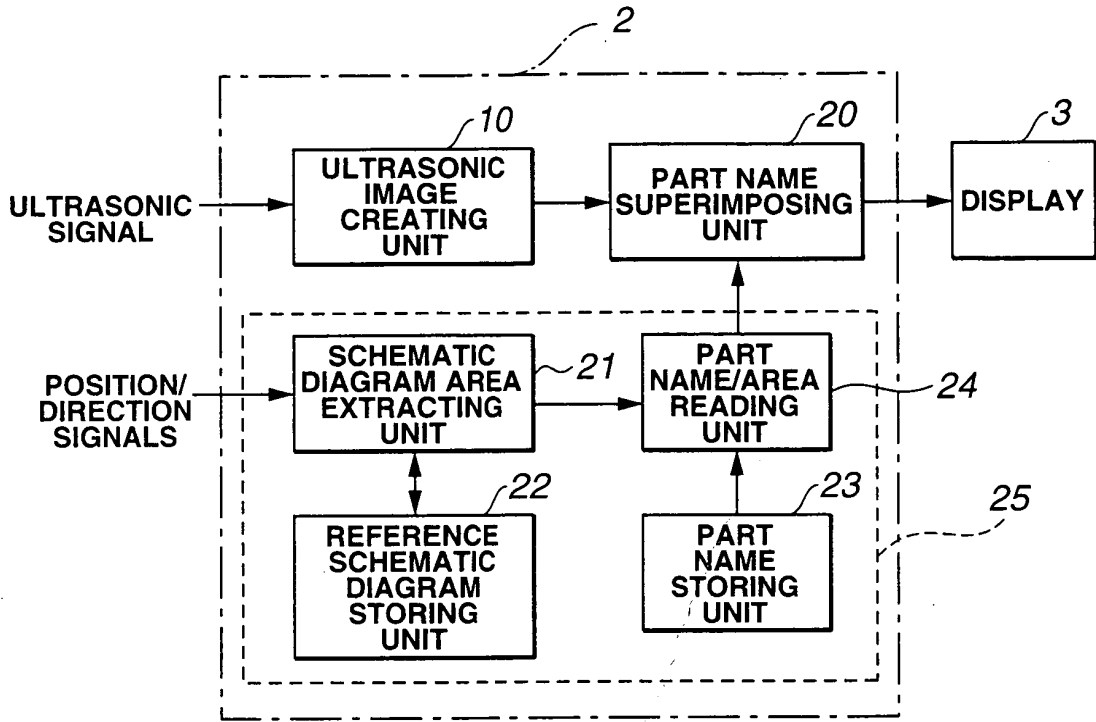 2
10
20
3
ULTRASONIC
SIGNAL
ULTRASONIC
IMAGE
CREATING
UNIT
PART NAME
SUPERIMPOSING
UNIT
DISPLAY
POSITION/
DIRECTION
SIGNALS
SCHEMATIC
DIAGRAM AREA
EXTRACTING
UNIT
21
PART
NAME/AREA
READING
UNIT
24
22
23
25
REFERENCE
SCHEMATIC
DIAGRAM
STORING
UNIT
PART
NAME
STORING
UNIT